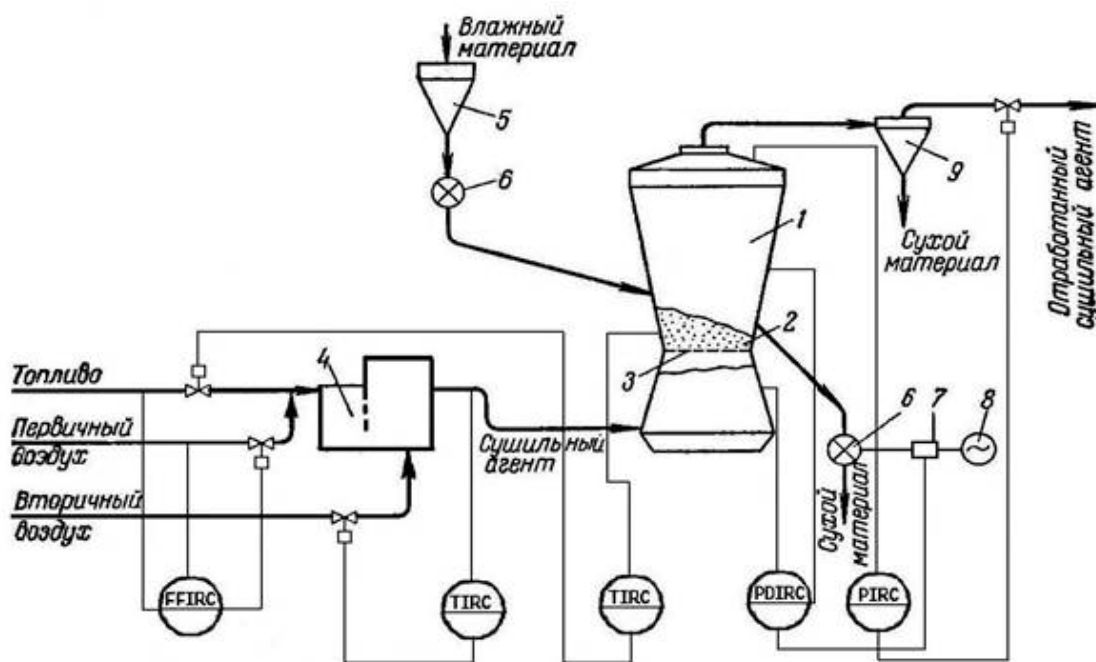 Влажный
материал
5
6
1
9
Сухой
материал
Отработанный
сушильный агент
2
3
4
Топливо
Первичный
воздух
Сушильный
агент
Вторичный
воздух
6
7
8
Сухой
материал
FFIRC
TIRC
TIRC
PDIRC
PIRC